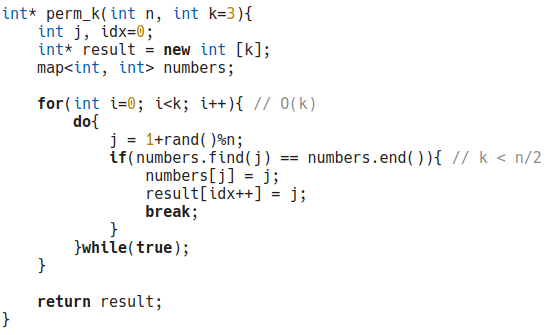 int* perm_k(int n, int k=3){
    int j, idx=0;
    int* result = new int [k];
    map<int, int> numbers;

    for(int i=0; i<k; i++){ // O(k)
        do{
            j = 1+rand()%n;
            if(numbers.find(j) == numbers.end()){ // k < n/2
                numbers[j] = j;
                result[idx++] = j;
                break;
            }
        }while(true);
    }

    return result;
}